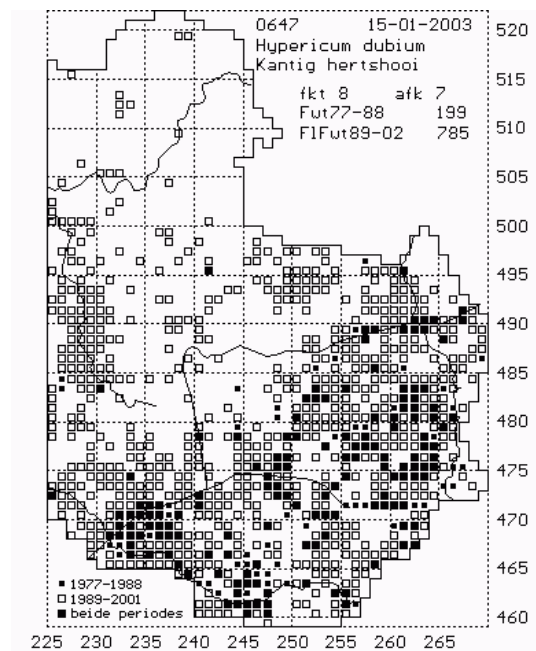 0647 15-01-2003
Hypericum dubium
Kantig hertshooi
fkt 8 afk 7
Fwt77-88 199
FlFwt89-02 785
520
515
510
505
500
495
490
485
480
475
470
465
460
1977-1988
1989-2001
beide periodes
225 230 235 240 245 250 255 260 265